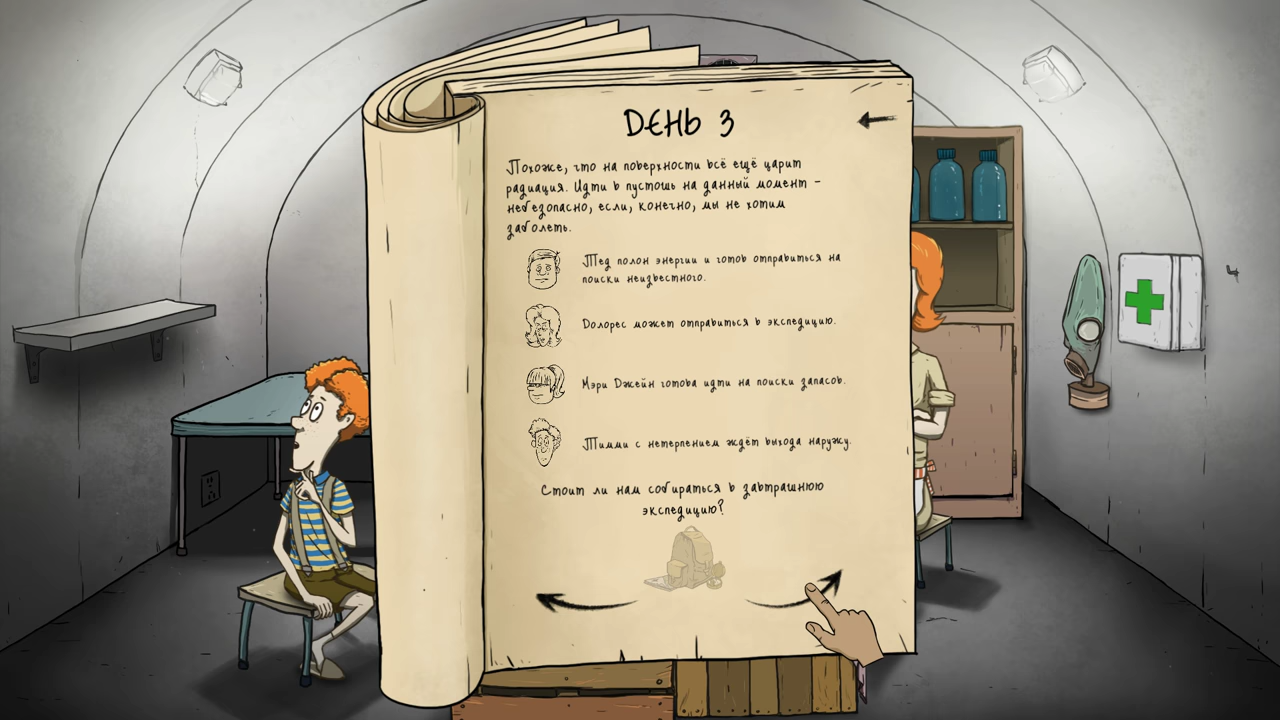 ДЕНЬ 3
Похоже, что на поверхности всё ещё царит
радиация. Идти в пустошь на данный момент –
небезопасно, если, конечно, мы не хотим
заболеть.
Тед полон энергии и готов отправиться на
поиски неизвестного.
Долорес может отправиться в экспедицию.
Мэри Джейн готова идти на поиски запасов.
Тимми с нетерпением ждёт выхода наружу.
Стоит ли нам собираться в завтрашнюю
экспедицию?